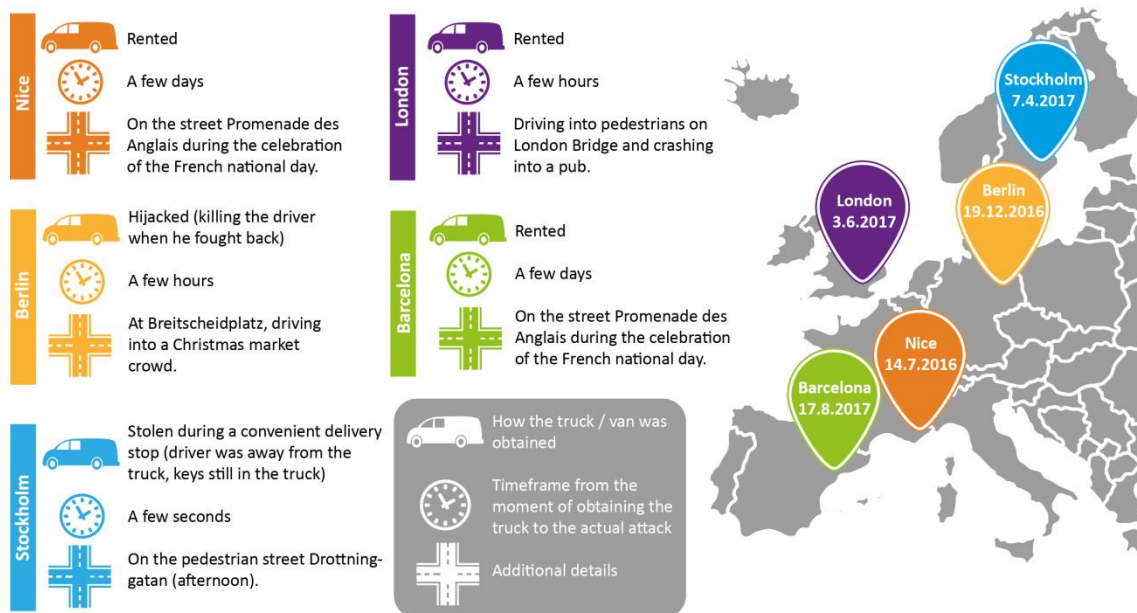 Nice
Rented
A few days
On the street Promenade des
Anglais during the celebration
of the French national day.
London
Rented
A few hours
Driving into pedestrians on
London Bridge and crashing
into a pub.
Berlin
Hijacked (killing the driver
when he fought back)
A few hours
At Breitscheidplatz, driving
into a Christmas market
crowd.
Barcelona
Rented
A few days
On the street Promenade des
Anglais during the celebration
of the French national day.
Stockholm
Stolen during a convenient delivery
stop (driver was away from the
truck, keys still in the truck)
A few seconds
On the pedestrian street Drottning-
gatan (afternoon).
How the truck / van was
obtained
Timeframe from the
moment of obtaining the
truck to the actual attack
Additional details
Stockholm
7.4.2017
London
3.6.2017
Berlin
19.12.2016
Nice
14.7.2016
Barcelona
17.8.2017